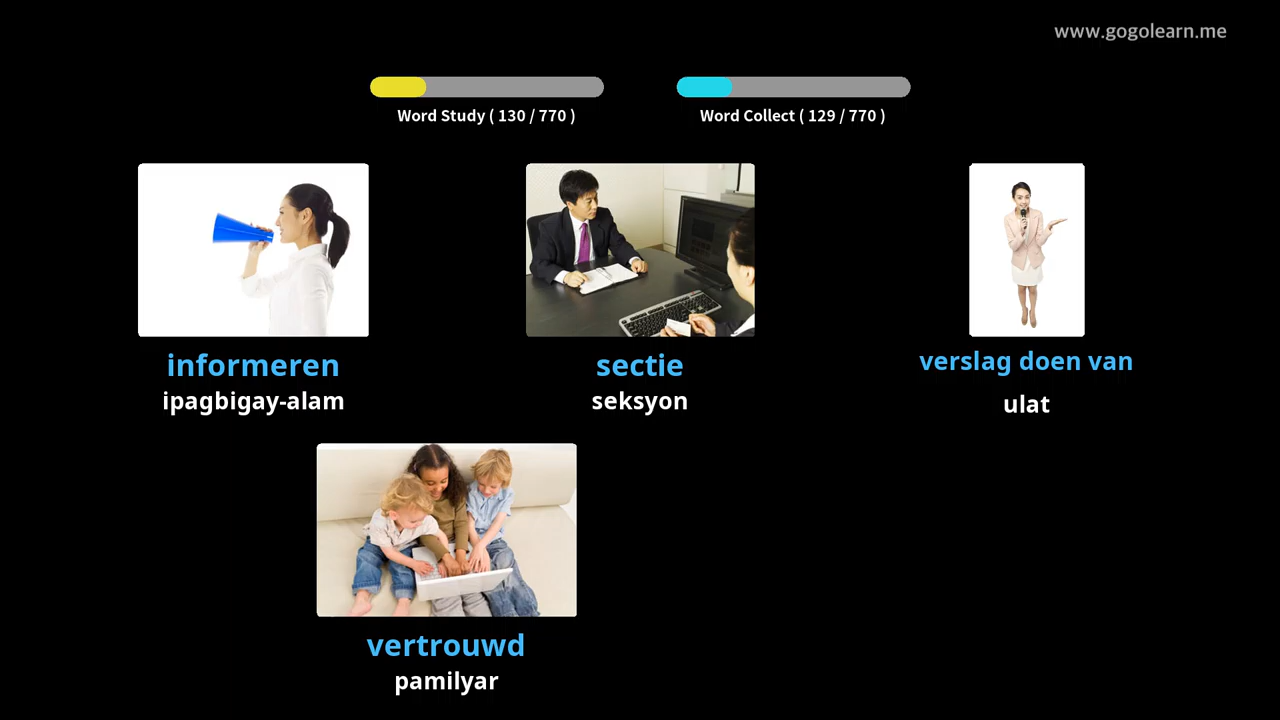 www.gogolearn.me
Word Study ( 130 / 770 )
Word Collect ( 129 / 770 )
informeren
ipagbigay-alam
sectie
seksyon
verslag doen van
ulat
vertrouwd
pamilyar